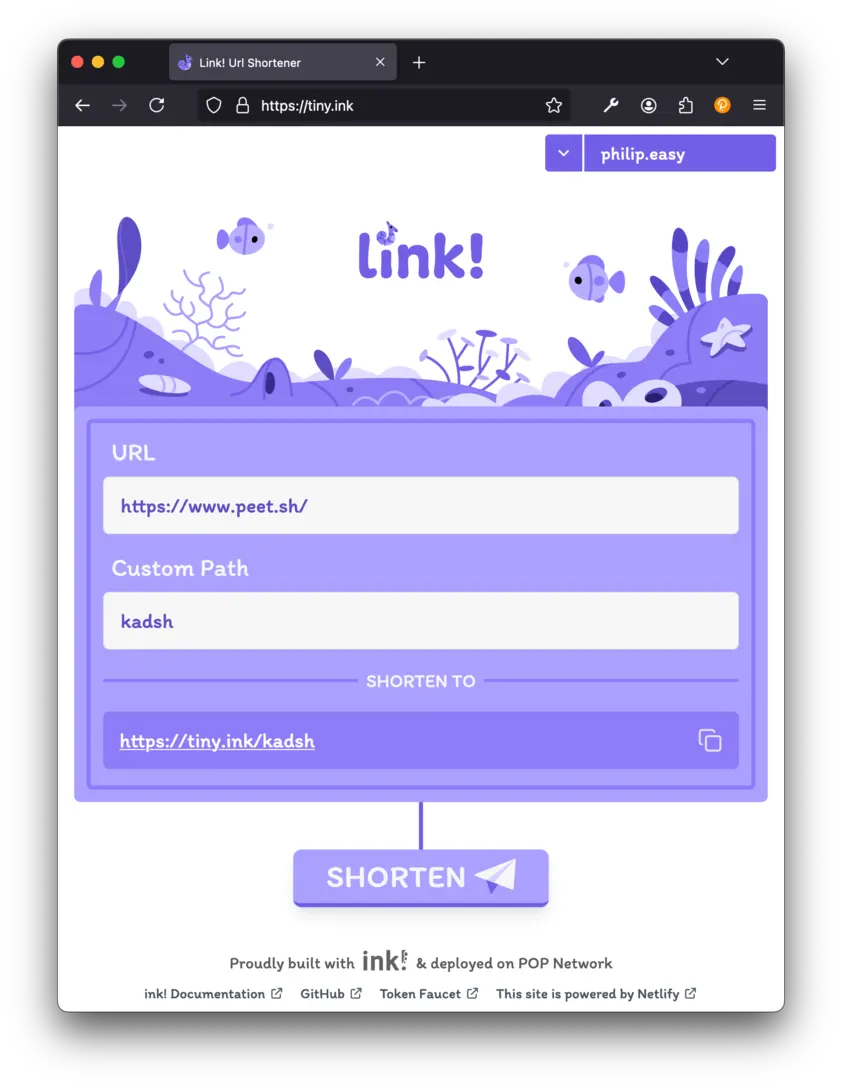 Link! Url Shortener
https://tiny.ink
philip.easy
link!
URL
https://www.peet.sh/
Custom Path
kadsh
SHORTEN TO
https://tiny.ink/kadsh
SHORTEN
Proudly built with ink! & deployed on POP Network
ink! Documentation GitHub Token Faucet This site is powered by Netlify